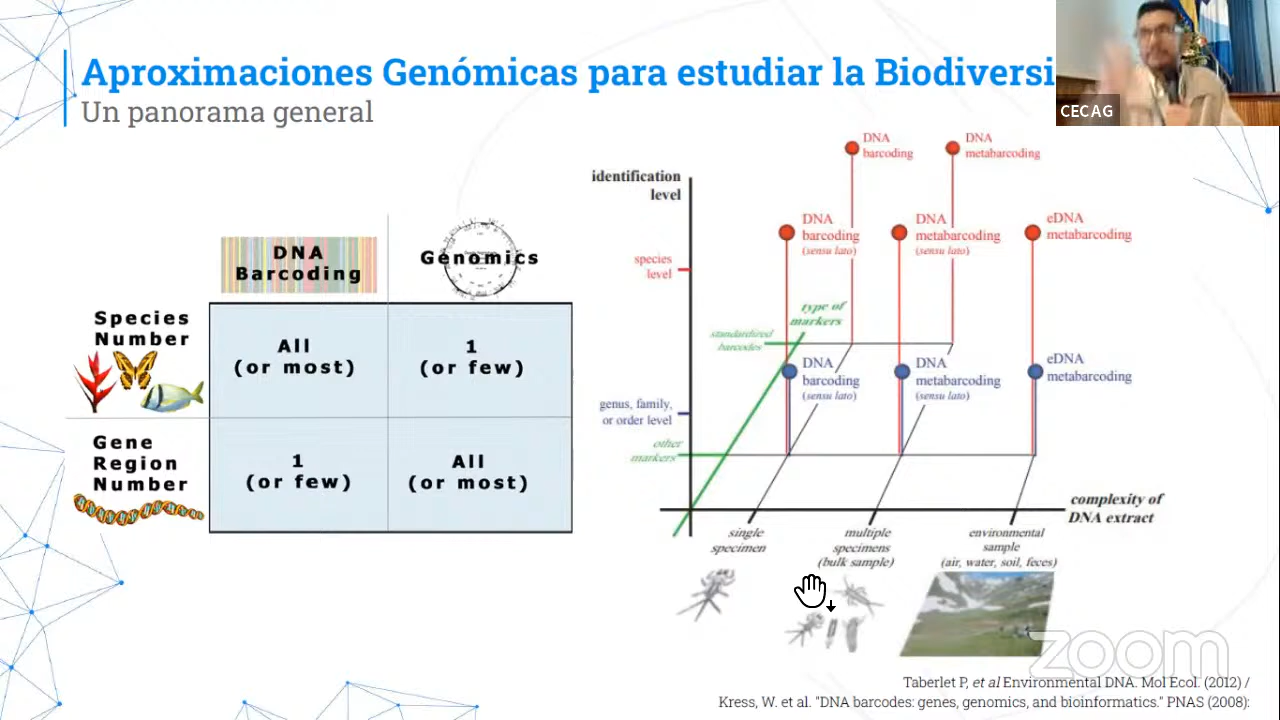 Aproximaciones Genómicas para estudiar la Biodiversi
Un panorama general
CECAG
DNA
Barcoding
Genomics
Species
Number
All
(or most)
1
(or few)
Gene
Region
Number
1
(or few)
All
(or most)
identification
level
DNA
barcoding
DNA
metabarcoding
DNA
barcoding
(sensu lato)
DNA
metabarcoding
(sensu lato)
eDNA
metabarcoding
species
level
type of
markers
standardized
barcodes
DNA
barcoding
(sensu lato)
DNA
metabarcoding
(sensu lato)
eDNA
metabarcoding
genus, family,
or order level
other
markers
complexity of
DNA extract
single
specimen
multiple
specimens
(bulk sample)
environmental
sample
(air, water, soil, feces)
zoom
Taberlet P, et al Environmental DNA. Mol Ecol. (2012) /
Kress, W. et al. "DNA barcodes: genes, genomics, and bioinformatics." PNAS (2008):